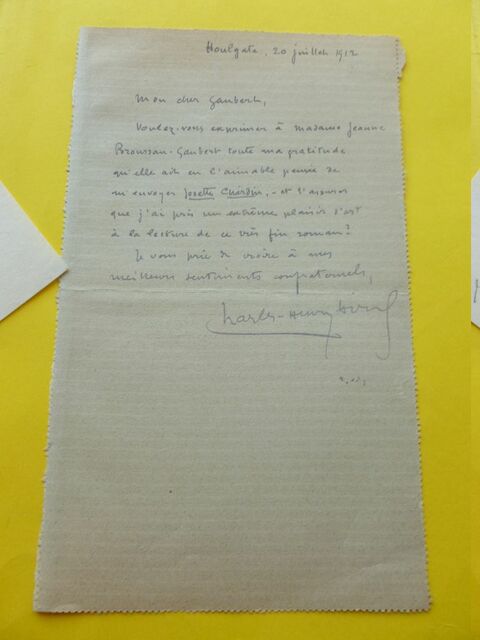 Houlgate, 20 juillet 1912
Mon cher Gaubert,
Voulez-vous exprimer à Madame Jeanne
Broussan-Gaubert toute ma gratitude
qu'elle ait eu l'aimable pensée de
m'envoyer Josette Chardin, - et l'assurer
que j'ai pris un extrême plaisir
à la lecture de ce très fin roman?
Je vous prie de croire à mes
meilleurs sentiments confraternels,
Charles-Henry Hirsch